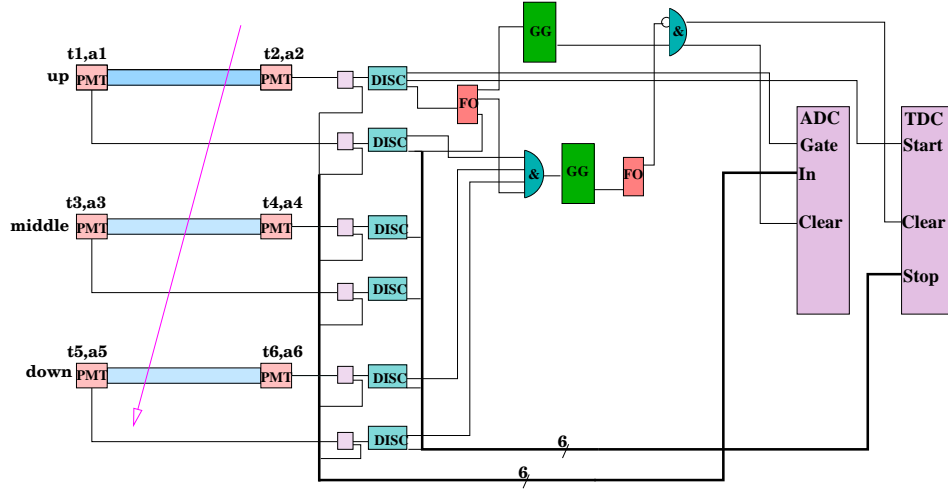 t1,a1 t2,a2
up PMT PMT DISC
GG
&
FO
DISC
&
GG
FO
ADC
Gate
In
Clear
TDC
Start
Clear
Stop
t3,a3 t4,a4
middle PMT PMT DISC
DISC
t5,a5 t6,a6
down PMT PMT DISC
DISC
6
6